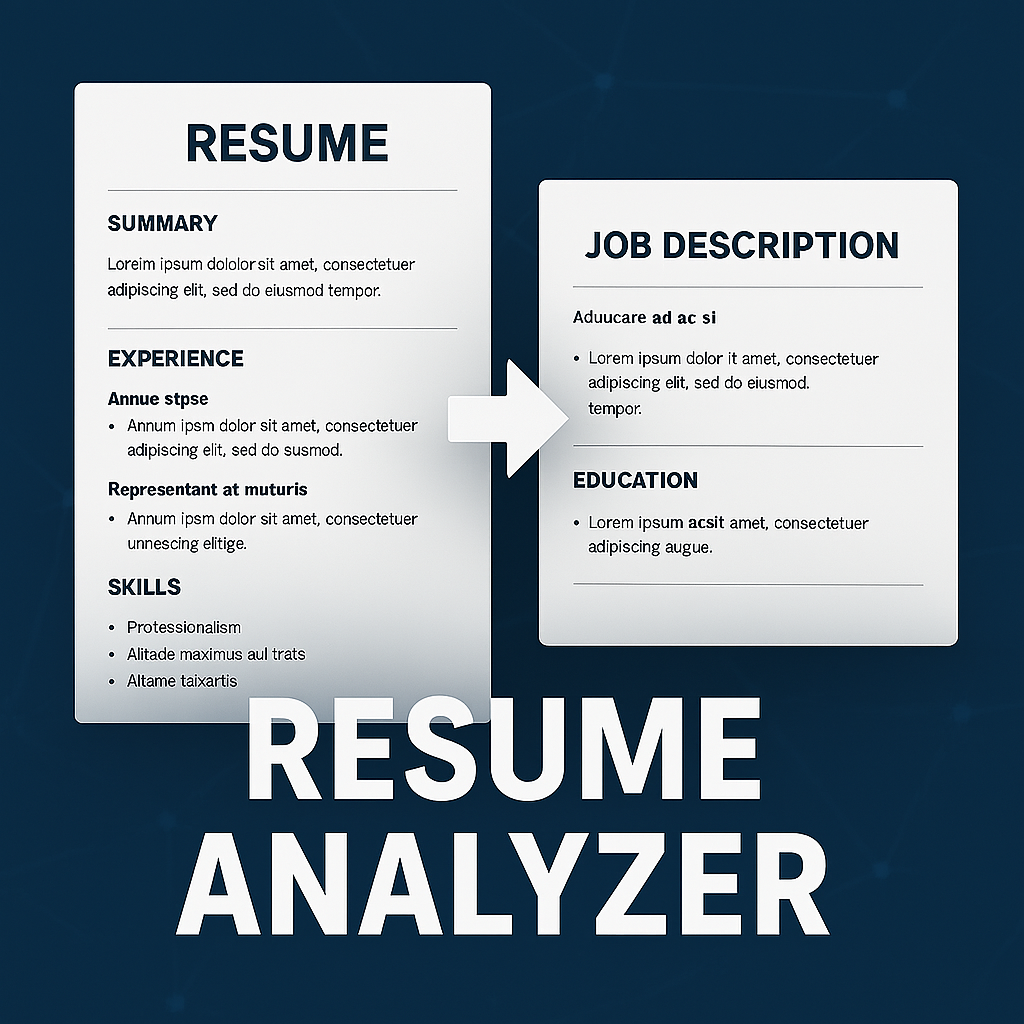 RESUME
SUMMARY
Loreim ipsum dololorsit amet, consectetuer
adipiscing elit, sed do eiusmod tempor.
EXPERIENCE
Annue stpse
• Annum ipsm dolor sit amet, consectetuer
adipiscing elit, sed do susmod.
Representant at muturis
• Annum ipsm dolor sit amet, consectetuer
unnescing elitige.
SKILLS
• Protessionalism
• Alitade maximus aul trats
• Altame taixartis
JOB DESCRIPTION
Aduucare ad ac si
• Lorem ipsum dolor it amet, consectetuer
adipiscing elit, sed do eiusmod.
tempor.
EDUCATION
• Lorem ipsum acsit amet, consectetuer
adipiscing augue.
RESUME
ANALYZER